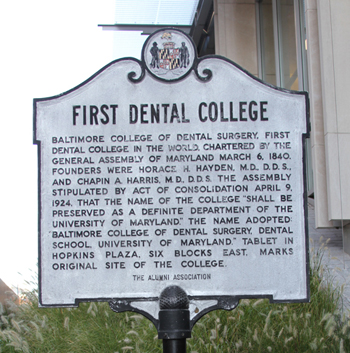 FIRST DENTAL COLLEGE
BALTIMORE COLLEGE OF DENTAL SURGERY, FIRST
DENTAL COLLEGE IN THE WORLD, CHARTERED BY THE
GENERAL ASSEMBLY OF MARYLAND MARCH 6, 1840.
FOUNDERS WERE HORACE H. HAYDEN, M.D., D.D.S.,
AND CHAPIN A. HARRIS, M.D., D.D.S. THE ASSEMBLY
STIPULATED BY ACT OF CONSOLIDATION APRIL 9,
1924, THAT THE NAME OF THE COLLEGE "SHALL BE
PRESERVED AS A DEFINITE DEPARTMENT OF THE
UNIVERSITY OF MARYLAND." THE NAME ADOPTED:
"BALTIMORE COLLEGE OF DENTAL SURGERY, DENTAL
SCHOOL, UNIVERSITY OF MARYLAND." TABLET IN
HOPKINS PLAZA, SIX BLOCKS EAST, MARKS
ORIGINAL SITE OF THE COLLEGE.
THE ALUMNI ASSOCIATION